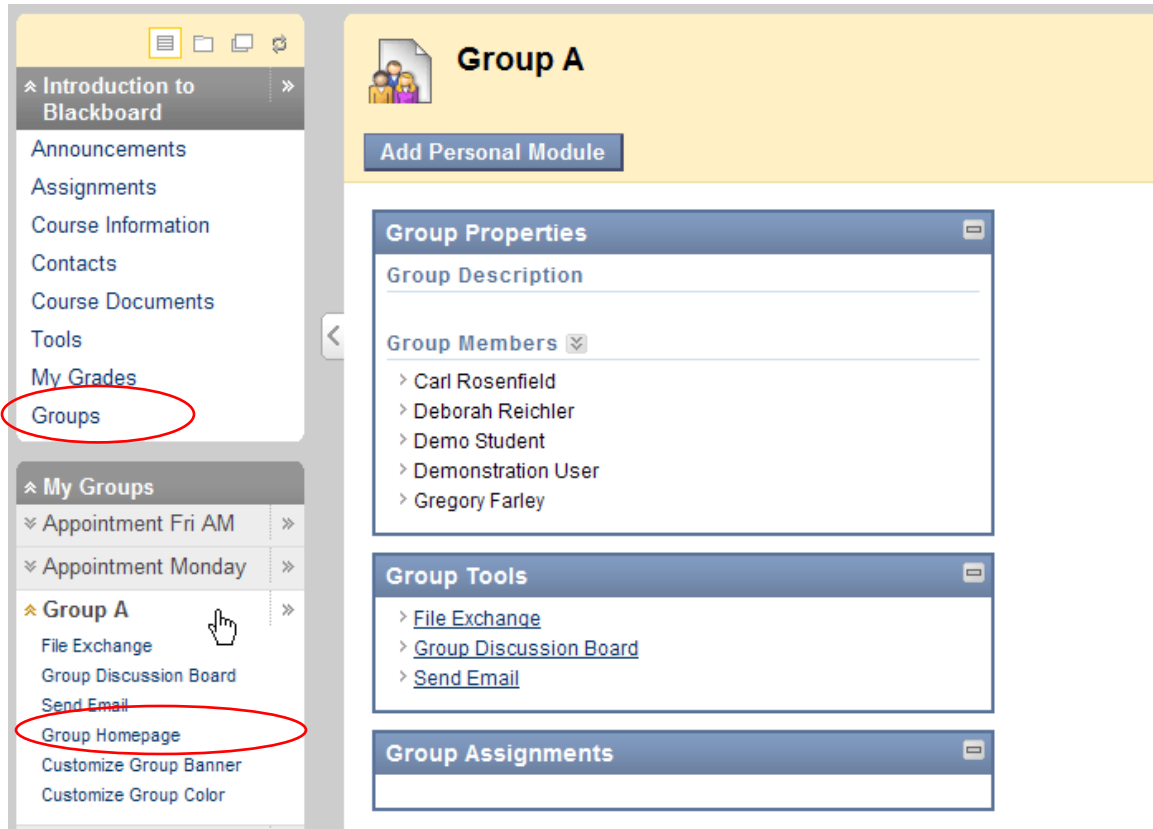 Introduction to
Blackboard
Announcements
Assignments
Course Information
Contacts
Course Documents
Tools
My Grades
Groups
My Groups
Appointment Fri AM
Appointment Monday
Group A
File Exchange
Group Discussion Board
Send Email
Group Homepage
Customize Group Banner
Customize Group Color
Group A
Add Personal Module
Group Properties
Group Description
Group Members
Carl Rosenfield
Deborah Reichler
Demo Student
Demonstration User
Gregory Farley
Group Tools
File Exchange
Group Discussion Board
Send Email
Group Assignments